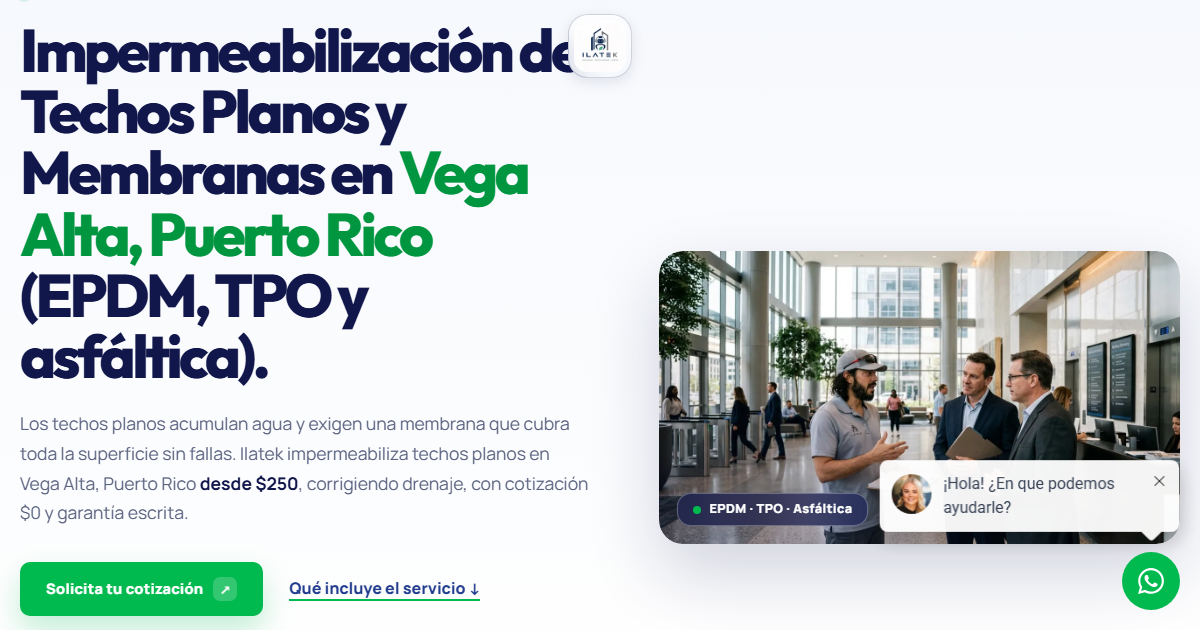 Impermeabilización de
ILATEK
Techos Planos y
Membranas en Vega
Alta, Puerto Rico
(EPDM, TPO y
asfáltica).
Los techos planos acumulan agua y exigen una membrana que cubra
toda la superficie sin fallas. Ilatek impermeabiliza techos planos en
Vega Alta, Puerto Rico desde $250, corrigiendo drenaje, con cotización
$0 y garantía escrita.
Solicita tu cotización ↗
Qué incluye el servicio ↓
EPDM · TPO · Asfáltica
¡Hola! ¿En que podemos
ayudarle?